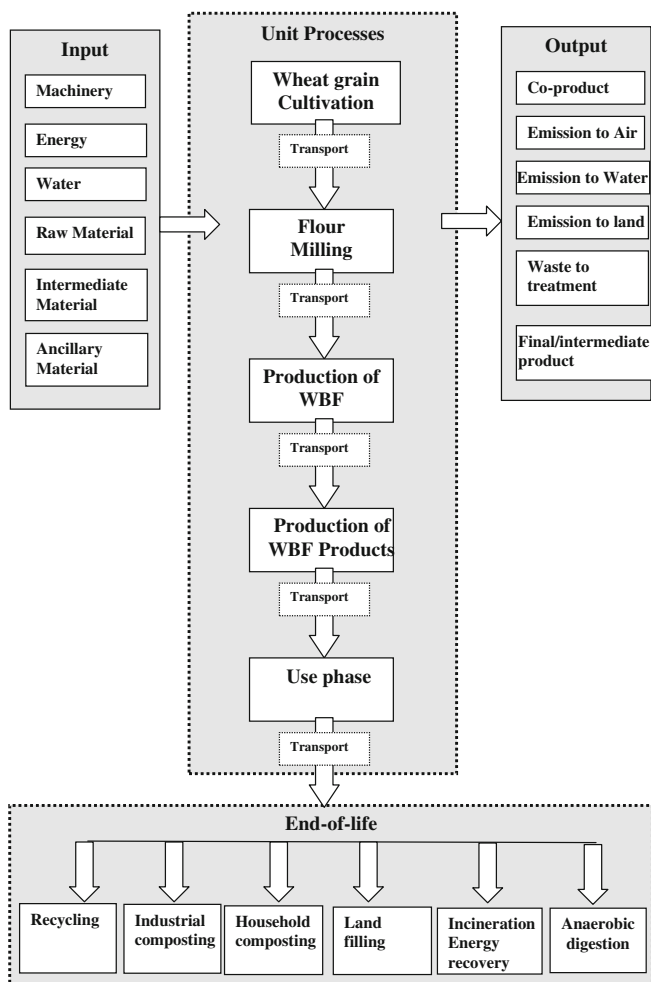 Input
Machinery
Energy
Water
Raw Material
Intermediate
Material
Ancillary
Material
Unit Processes
Wheat grain
Cultivation
Transport
Flour
Milling
Transport
Production of
WBF
Transport
Production of
WBF Products
Transport
Use phase
Transport
Output
Co-product
Emission to Air
Emission to Water
Emission to land
Waste to
treatment
Final/intermediate
product
End-of-life
Recycling
Industrial
composting
Household
composting
Land
filling
Incineration
Energy
recovery
Anaerobic
digestion